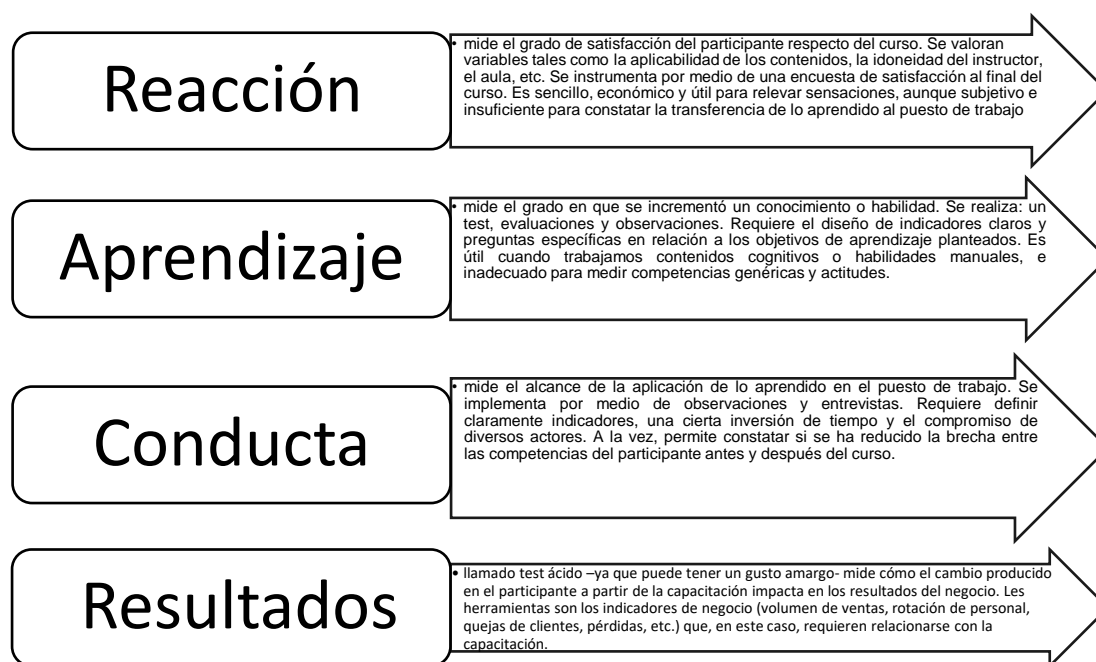 Reacción
• mide el grado de satisfacción del participante respecto del curso. Se valoran
variables tales como la aplicabilidad de los contenidos, la idoneidad del instructor,
el aula, etc. Se instrumenta por medio de una encuesta de satisfacción al final del
curso. Es sencillo, económico y útil para relevar sensaciones, aunque subjetivo e
insuficiente para constatar la transferencia de lo aprendido al puesto de trabajo
Aprendizaje
• mide el grado en que se incrementó un conocimiento o habilidad. Se realiza: un
test, evaluaciones y observaciones. Requiere el diseño de indicadores claros y
preguntas específicas en relación a los objetivos de aprendizaje planteados. Es
útil cuando trabajamos contenidos cognitivos o habilidades manuales, e
inadecuado para medir competencias genéricas y actitudes.
Conducta
• mide el alcance de la aplicación de lo aprendido en el puesto de trabajo. Se
implementa por medio de observaciones y entrevistas. Requiere definir
claramente indicadores, una cierta inversión de tiempo y el compromiso de
diversos actores. A la vez, permite constatar si se ha reducido la brecha entre
las competencias del participante antes y después del curso.
Resultados
• llamado test ácido –ya que puede tener un gusto amargo- mide cómo el cambio producido
en el participante a partir de la capacitación impacta en los resultados del negocio. Les
herramientas son los indicadores de negocio (volumen de ventas, rotación de personal,
quejas de clientes, pérdidas, etc.) que, en este caso, requieren relacionarse con la
capacitación.